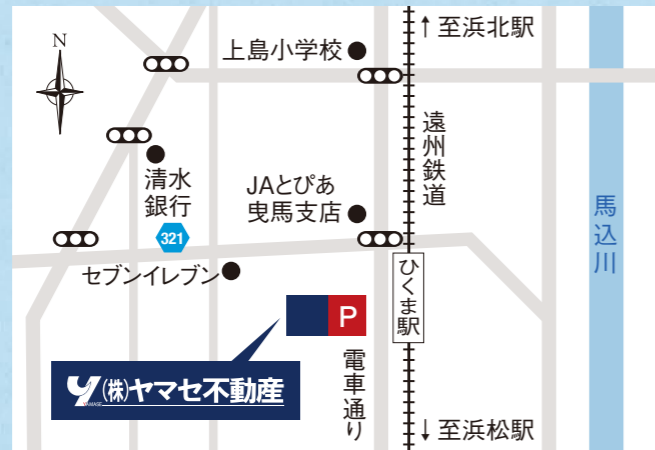 N
上島小学校
↑至浜北駅
遠州鉄道
清水
銀行
JAとぴあ
曳馬支店
321
馬込川
セブンイレブン
ひくま駅
P
電車通り
YAMASE
(株)ヤマセ不動産
↓至浜松駅